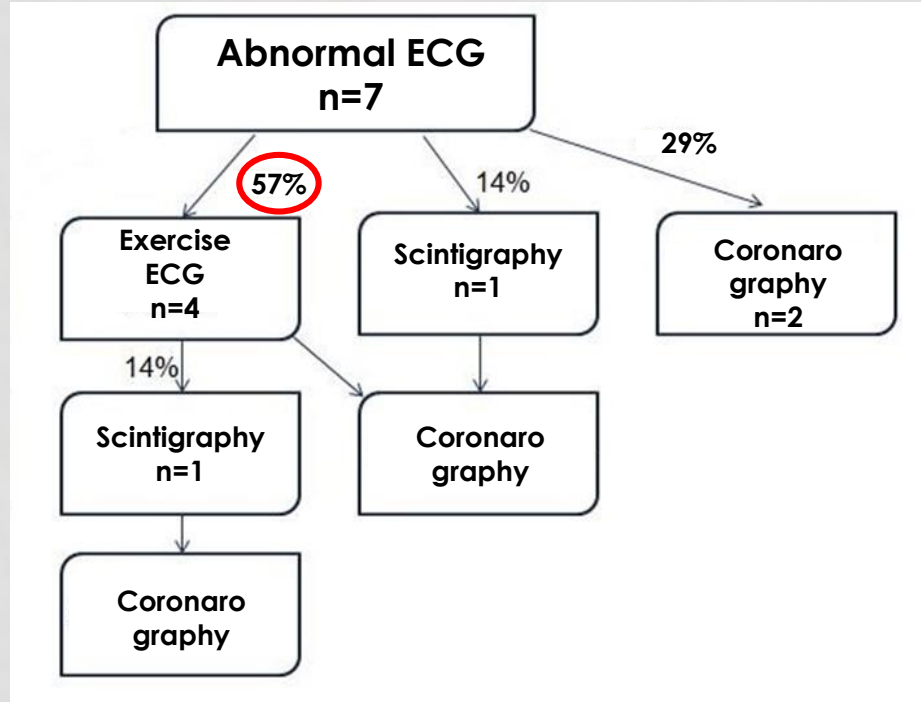 Abnormal ECG
n=7
57%
14%
29%
Exercise
ECG
n=4
Scintigraphy
n=1
Coronaro
graphy
n=2
14%
Scintigraphy
n=1
Coronaro
graphy
Coronaro
graphy